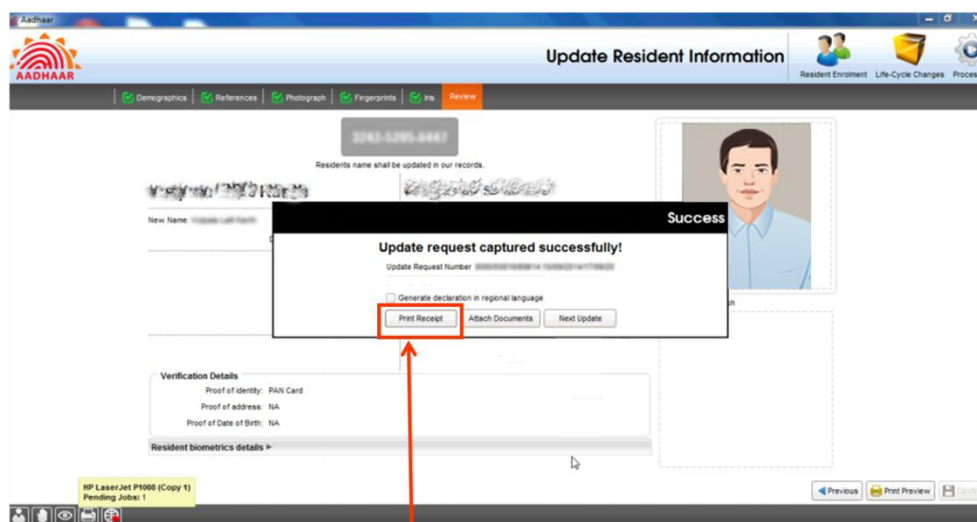 Aadhaar
AADHAAR
Update Resident Information
Resident Enrolment
Life-Cycle Changes
Demographics
References
Photograph
Fingerprints
Iris
Review
Residents name shall be updated in our records.
New Name:
Success
Update request captured successfully!
Update Request Number
Generate declaration in regional language
Print Receipt
Attach Documents
Next Update
Verification Details
Proof of identity: PAN Card
Proof of address: NA
Proof of Date of Birth: NA
Resident biometrics details
HP LaserJet P1008 (Copy 1)
Pending Jobs: 1
Previous
Print Preview